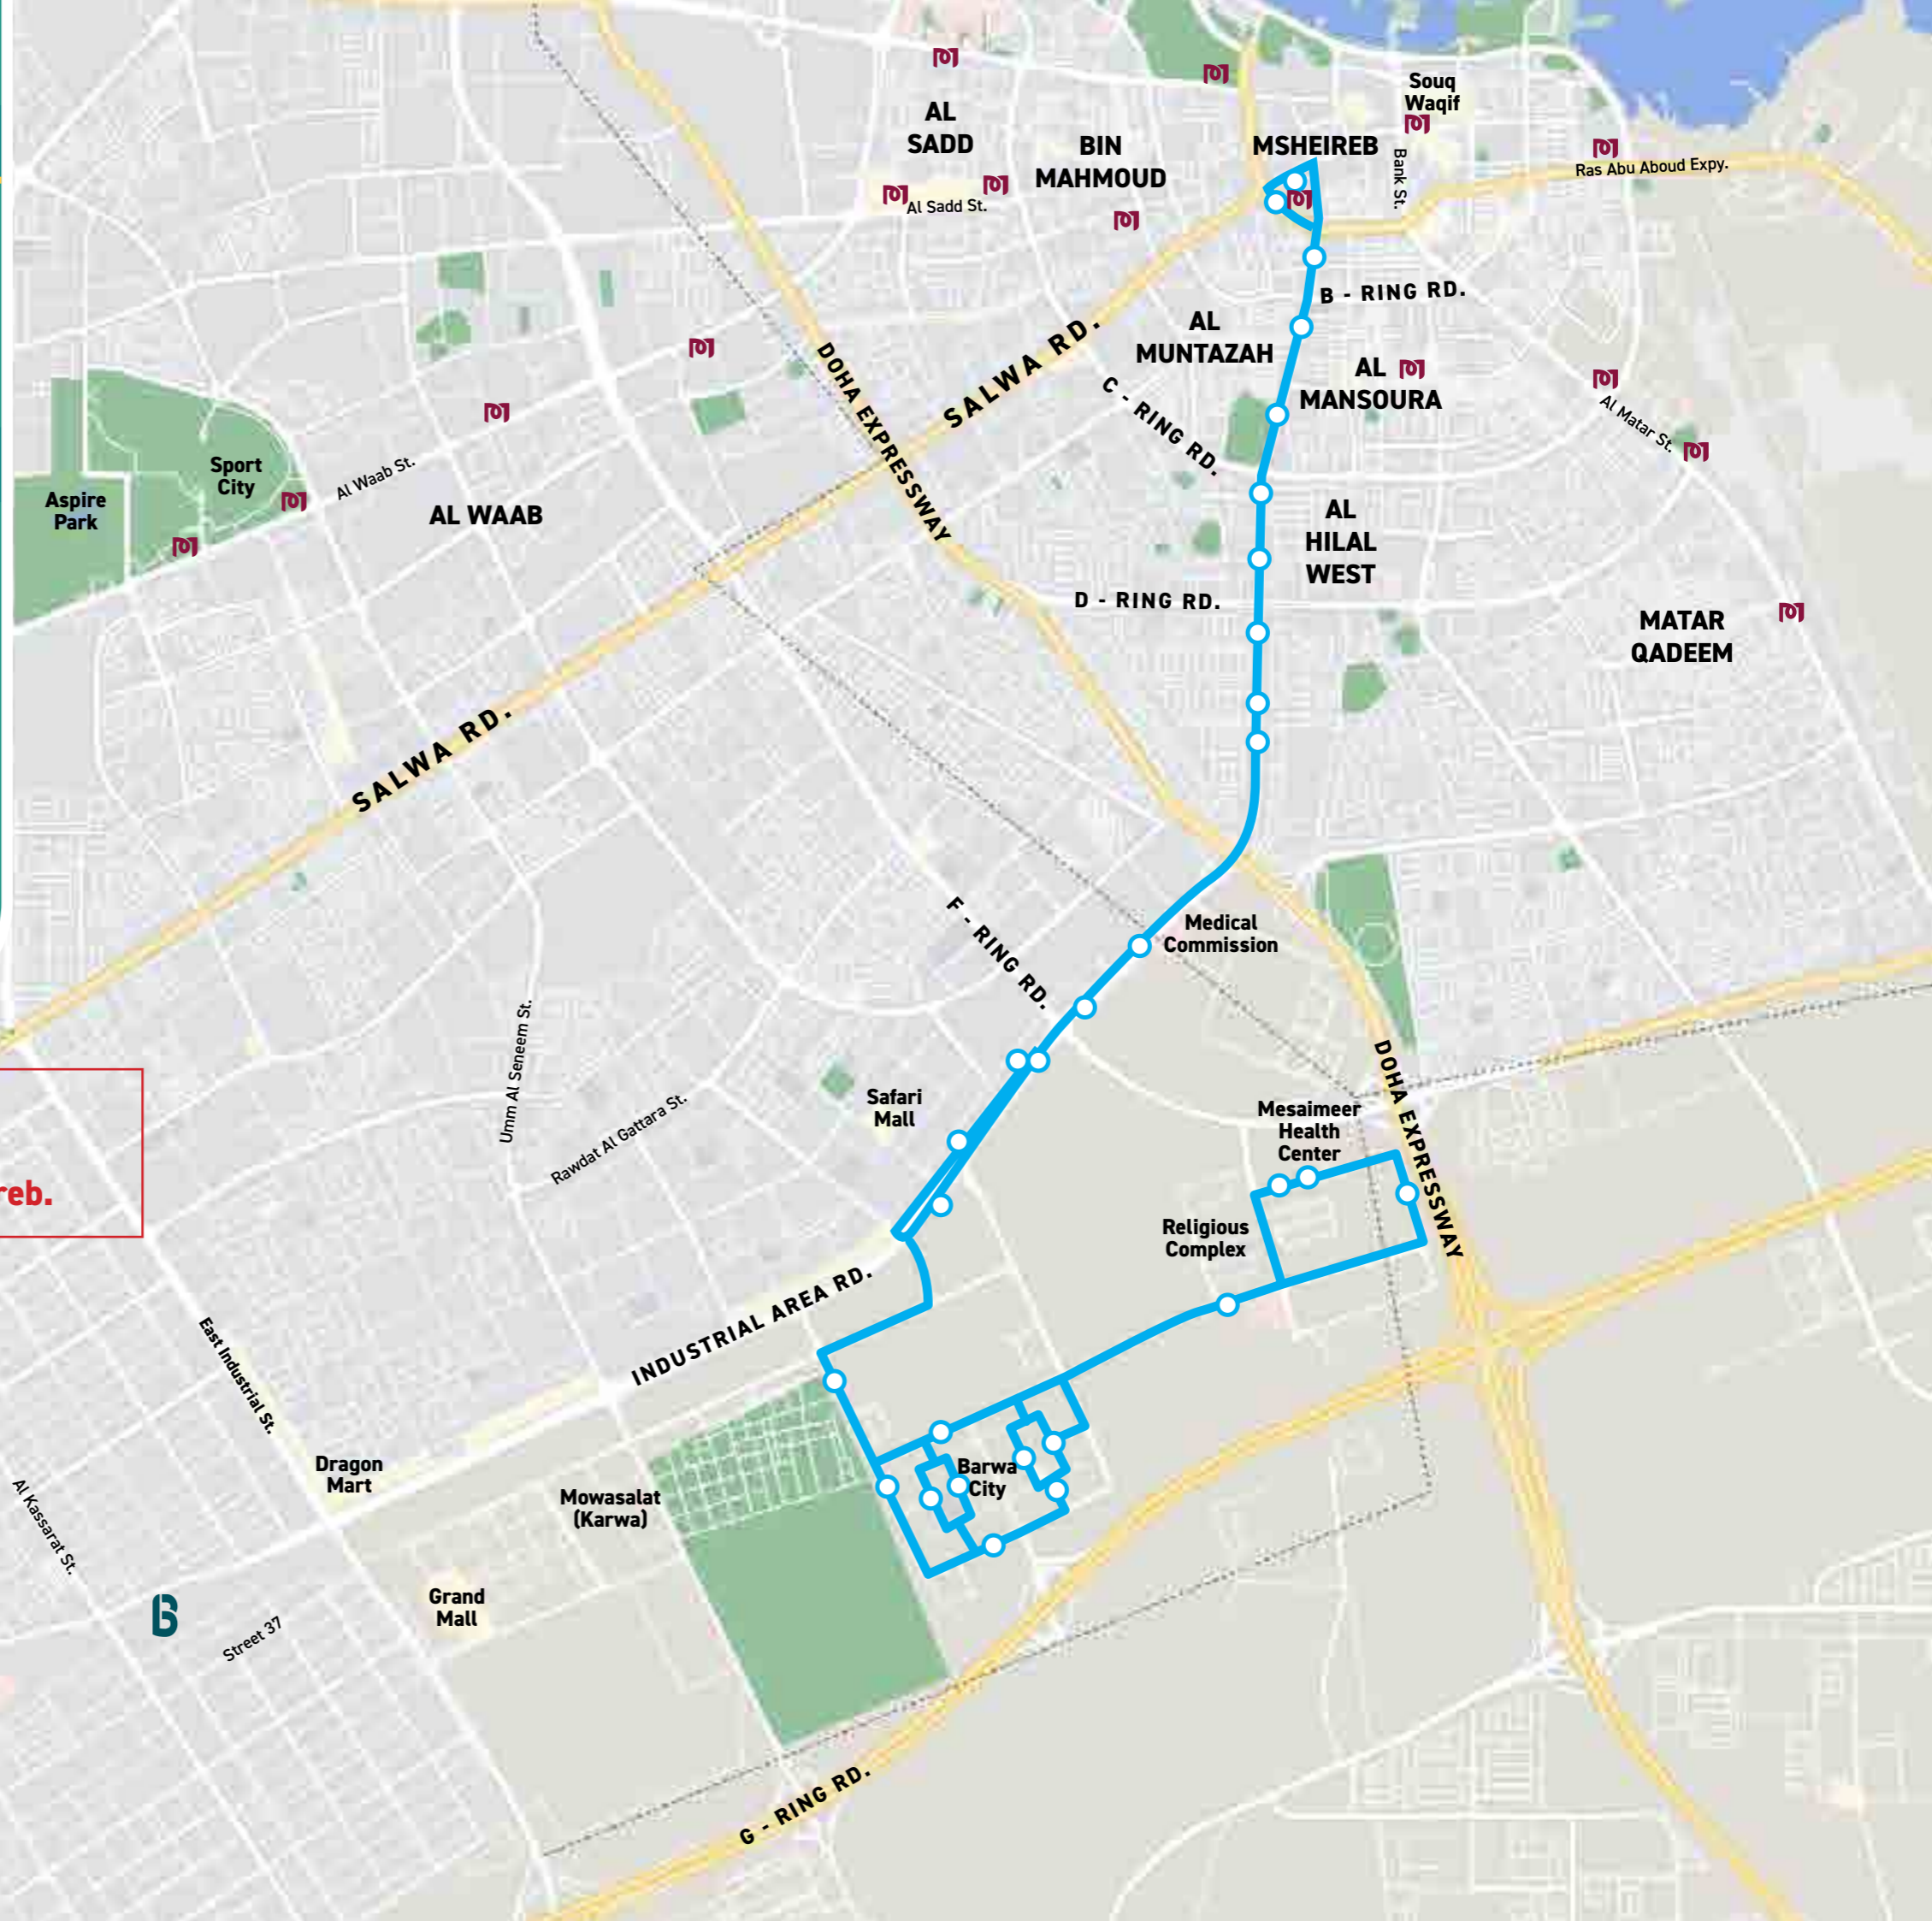 Souq
Waqif
AL
SADD
BIN
MAHMOUD
MSHEIREB
Bank St.
Ras Abu Aboud Expy.
Al Sadd St.
B - RING RD.
AL
MUNTAZAH
AL
MANSOURA
DOHA EXPRESSWAY
SALWA RD.
C - RING RD.
Al Matar St.
Sport
City
Al Waab St.
Aspire
Park
AL WAAB
AL
HILAL
WEST
D - RING RD.
MATAR
QADEEM
SALWA RD.
Medical
Commission
F - RING RD.
Umm Al Seneem St.
DOHA EXPRESSWAY
Safari
Mall
Rawdat Al Gattara St.
Mesaimeer
Health
Center
reb.
Religious
Complex
INDUSTRIAL AREA RD.
East Industrial St.
Dragon
Mart
Barwa
City
Mowasalat
(Karwa)
Al Kassarat St.
Grand
Mall
Street 37
G - RING RD.